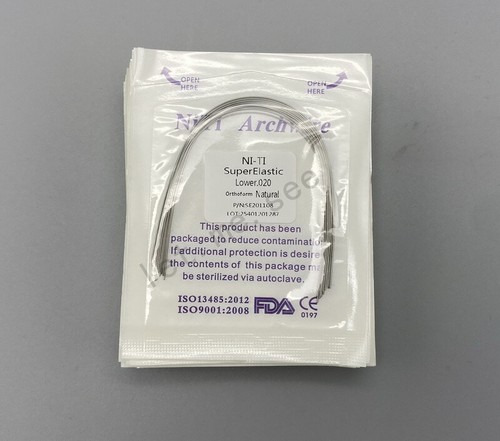 OPEN HERE
OPEN HERE
Archwire
NI-TI
SuperElastic
Lower.020
Orthoform Natural
P/N:SE201108
This product has been
packaged to reduce contaminatio
If additional protection is desire
the contents of this package m
be sterilized via autoclave.
ISO13485:2012
ISO9001:2008
FDA CE
0197